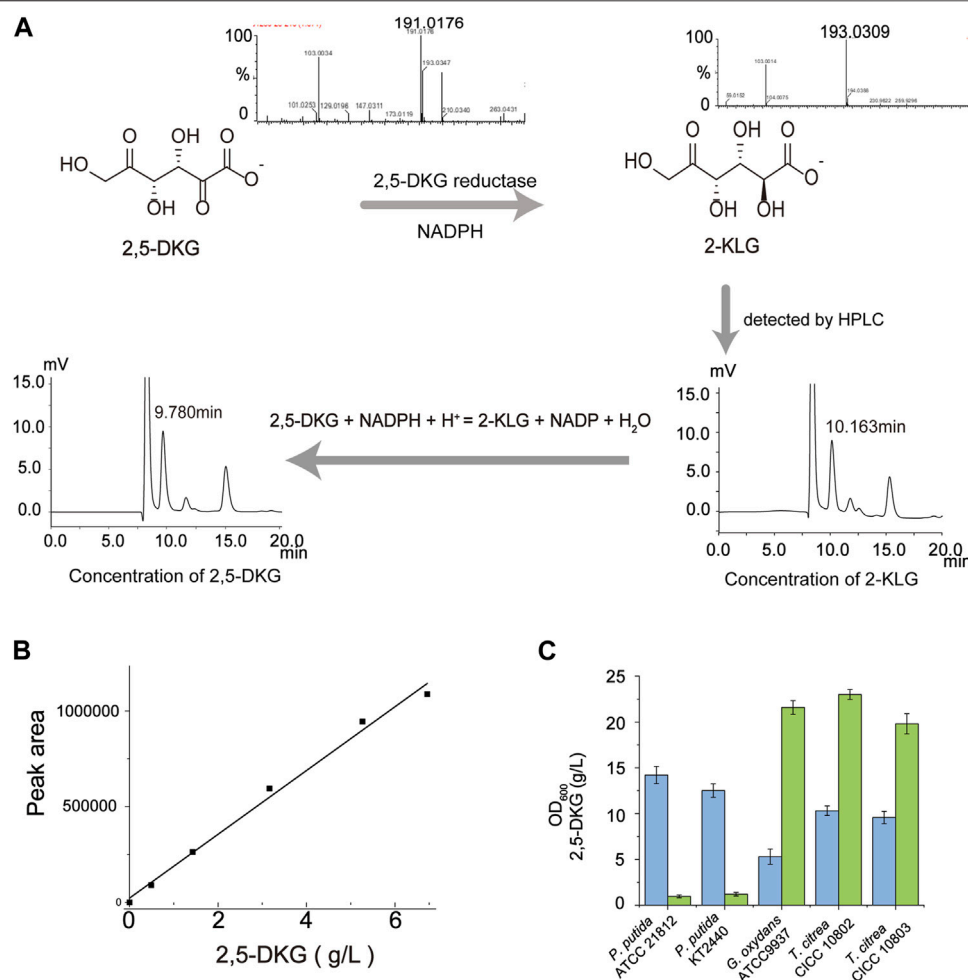 A
191.0176
191.0176
100
103.0034
193.0347
%
101.0253
129.0196
147.0311
173.0119
210.0340
263.0431
0
193.0309
100
103.0014
%
59.0132
104.0075
194.0388
0
HO
O
OH
O
O-
OH
O
2,5-DKG
2,5-DKG reductase
NADPH
HO
O
OH
O
O-
OH
OH
2-KLG
detected by HPLC
mV
15.0
10.0
5.0
0.0
9.780min
0.0
5.0
10.0
15.0
20.0
min
Concentration of 2,5-DKG
2,5-DKG + NADPH + H⁺ = 2-KLG + NADP + H₂O
mV
15.0
10.0
5.0
0.0
10.163min
0.0
5.0
10.0
15.0
20.0
min
Concentration of 2-KLG
B
Peak area
1000000
500000
0
0
2
4
6
2,5-DKG ( g/L )
C
OD₆₀₀
2,5-DKG (g/L)
25
20
15
10
5
0
P. putida
ATCC 21812
P. putida
KT2440
G. oxydans
ATCC9937
T. citrea
CICC 10802
T. citrea
CICC 10803